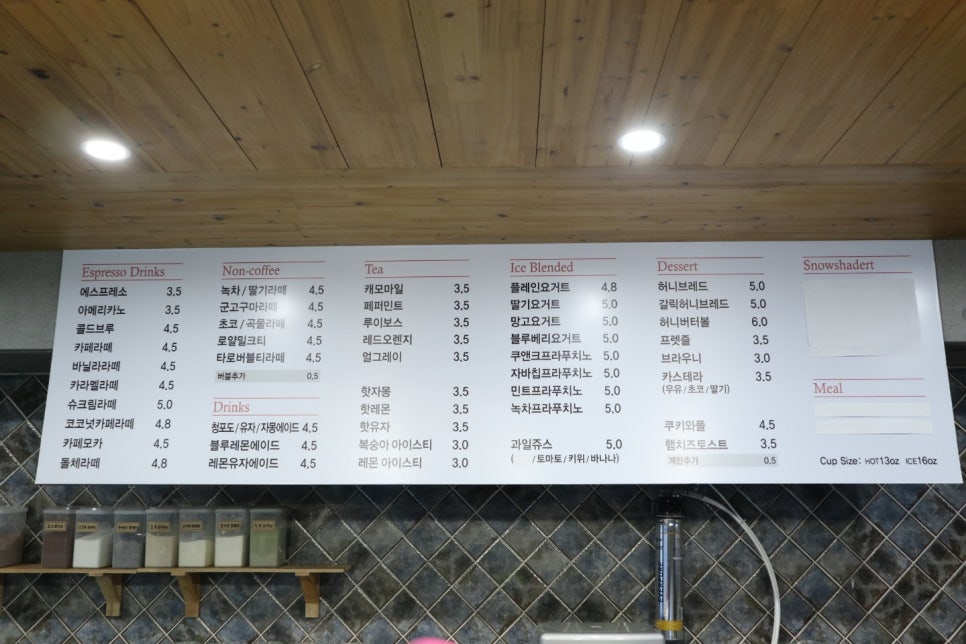 Espresso Drinks
에스프레소 3,5
아메리카노 3,5
콜드브루 4,5
카페라떼 4,5
바닐라라떼 4,5
카라멜라떼 4,5
슈크림라떼 5,0
코코넛카페라떼 4,8
카페모카 4,5
돌체라떼 4,8
Non-coffee
녹차 / 딸기라떼 4,5
군고구마라떼 4,5
초코 / 곡물라떼 4,5
로얄밀크티 4,5
타로버블티라떼 4,5
버블추가 0,5
Drinks
청포도 / 유자 / 자몽에이드 4,5
블루레몬에이드 4,5
레몬유자에이드 4,5
Tea
캐모마일 3,5
페퍼민트 3,5
루이보스 3,5
레드오렌지 3,5
얼그레이 3,5
핫자몽 3,5
핫레몬 3,5
핫유자 3,5
복숭아 아이스티 3,0
레몬 아이스티 3,0
Ice Blended
플레인요거트 4,8
딸기요거트 5,0
망고요거트 5,0
블루베리요거트 5,0
쿠앤크프라푸치노 5,0
자바칩프라푸치노 5,0
민트프라푸치노 5,0
녹차프라푸치노 5,0
과일쥬스 5,0
( / 토마토 / 키위 / 바나나)
Dessert
허니브레드 5,0
갈릭허니브레드 5,0
허니버터볼 6,0
프렛즐 3,5
브라우니 3,0
카스테라 3,5
(우유 / 초코 / 딸기)
쿠키와플 4,5
햄치즈토스트 3,5
계란추가 0,5
Snowshadert
Meal
Cup Size: HOT13oz ICE16oz